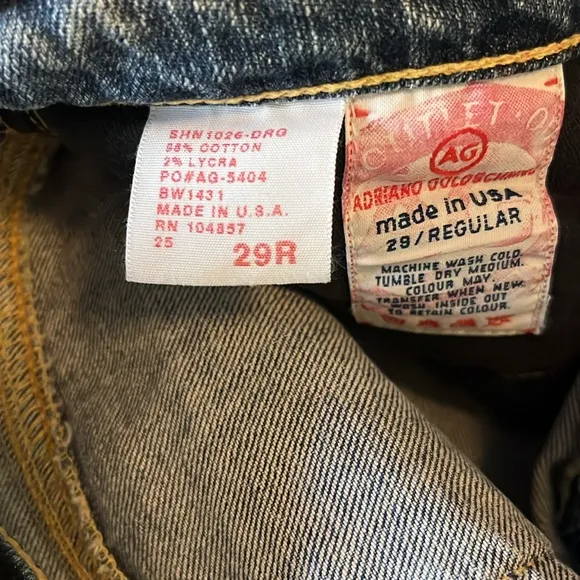 SHN1026-DRG
98% COTTON
2% LYCRA
PO#AG-5404
BW1431
MADE IN U.S.A.
RN 104857
25
29R
AG
ADRIANO GOLDSCHMIED
made in USA
29/REGULAR
MACHINE WASH COLD.
TUMBLE DRY MEDIUM.
COLOUR MAY.
TRANSFER WHEN NEW.
WASH INSIDE OUT
TO RETAIN COLOUR.